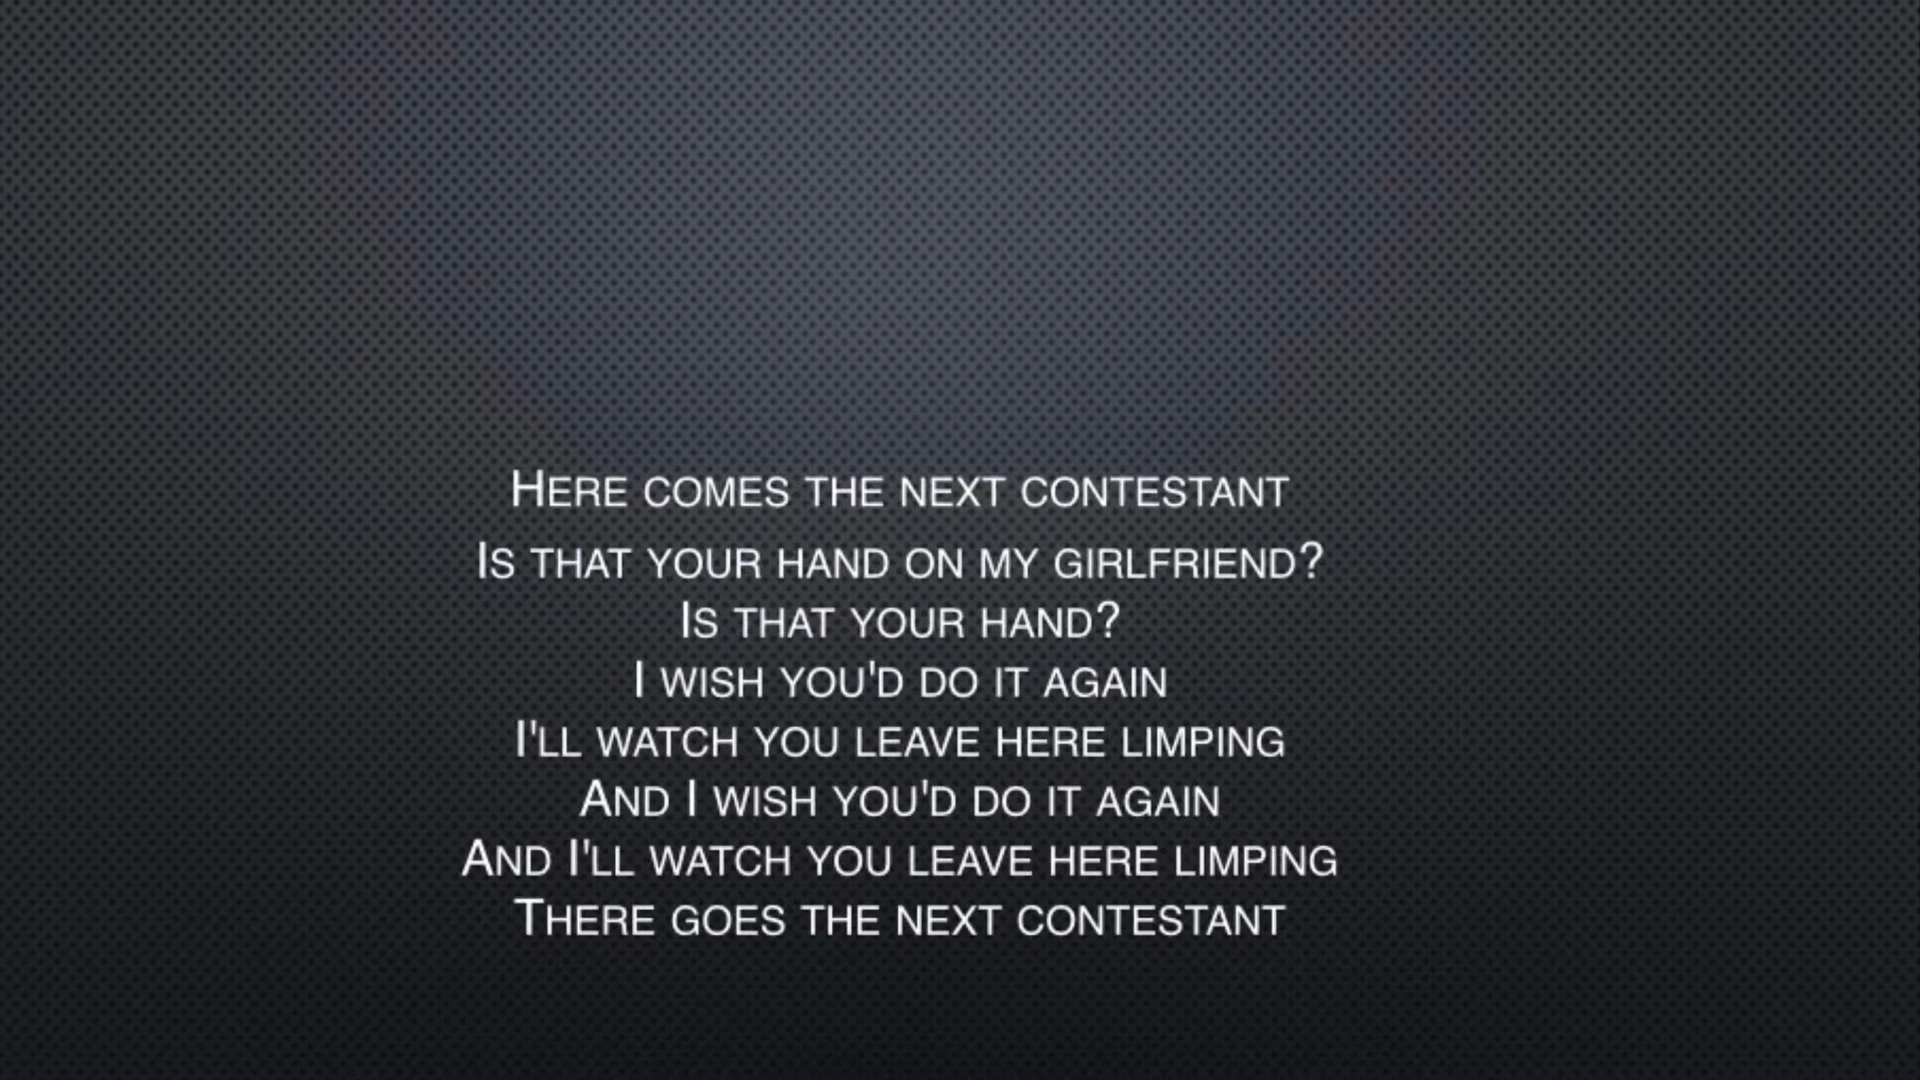 Here comes the next contestant
Is that your hand on my girlfriend?
Is that your hand?
I wish you'd do it again
I'll watch you leave here limping
And I wish you'd do it again
And I'll watch you leave here limping
There goes the next contestant